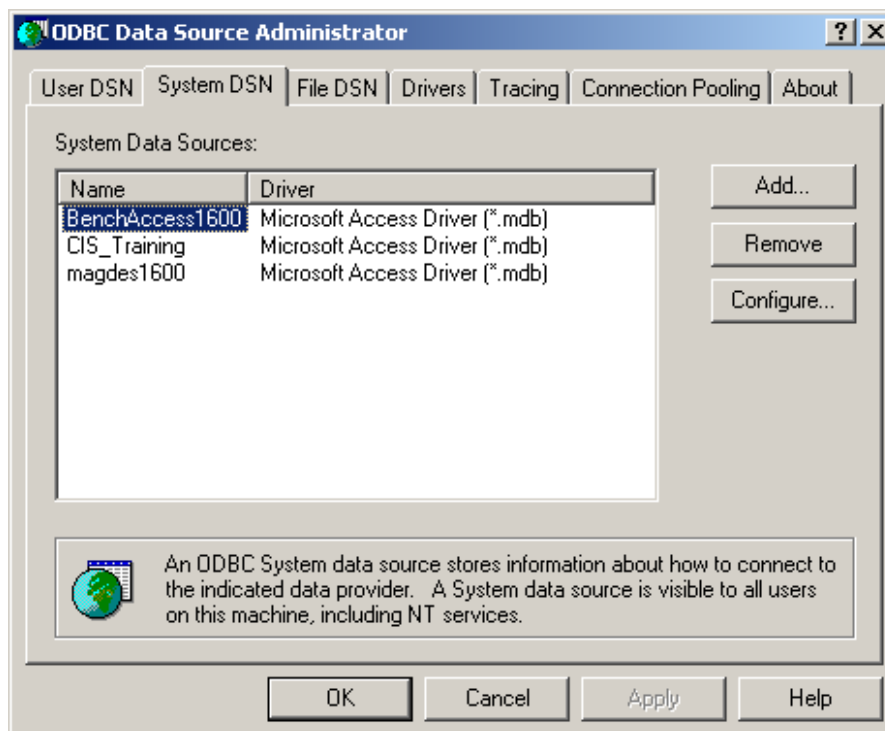 ODBC Data Source Administrator
User DSN System DSN File DSN Drivers Tracing Connection Pooling About
System Data Sources:
Name Driver
BenchAccess1600 Microsoft Access Driver (*.mdb)
CIS_Training Microsoft Access Driver (*.mdb)
magdes1600 Microsoft Access Driver (*.mdb)
Add...
Remove
Configure...
An ODBC System data source stores information about how to connect to
the indicated data provider. A System data source is visible to all users
on this machine, including NT services.
OK Cancel Apply Help